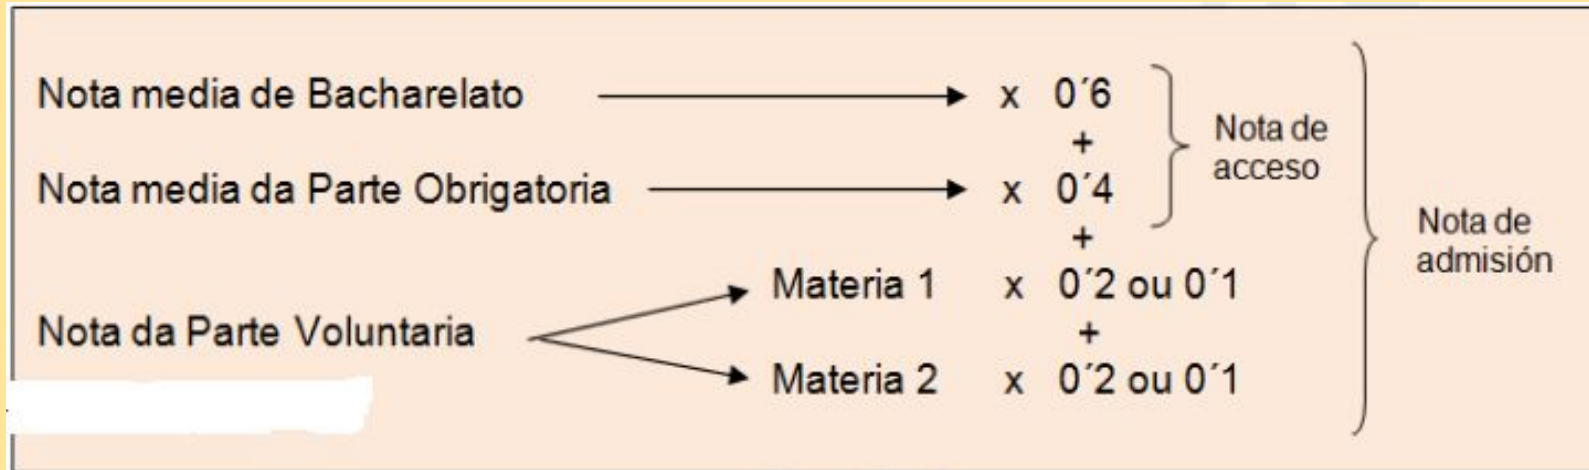 Nota media de Bacharelato x 0´6
+
Nota media da Parte Obrigatoria x 0´4
Nota de
acceso
+
Materia 1 x 0´2 ou 0´1
Nota da Parte Voluntaria +
Materia 2 x 0´2 ou 0´1
Nota de
admisión